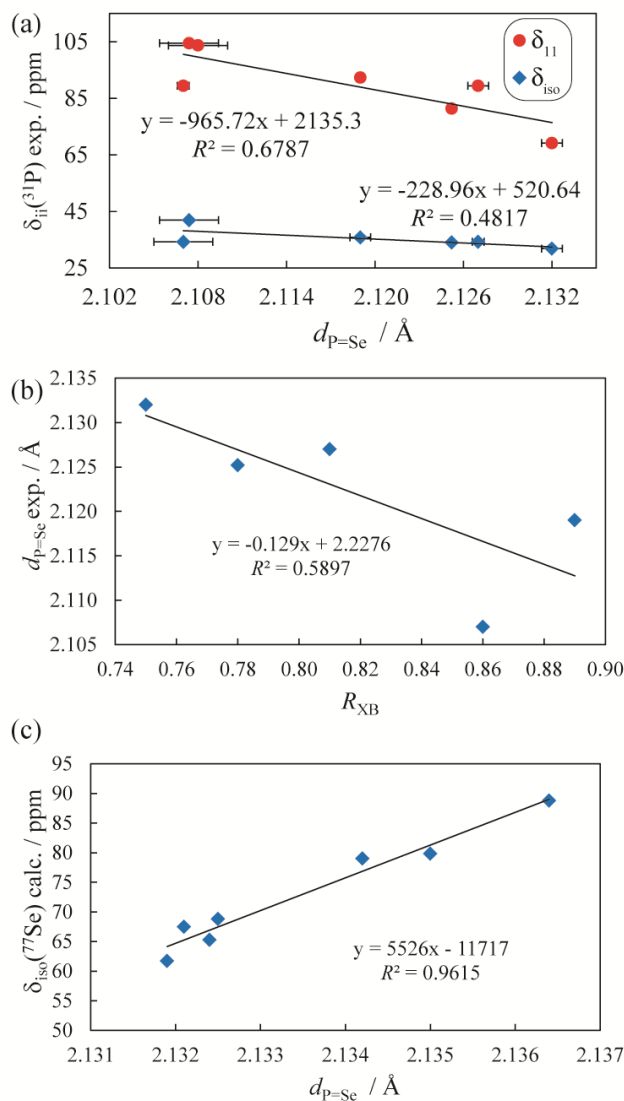 (a)
δ₁₁
δiso
105
85
65
45
25
δii(³¹P) exp. / ppm
y = -965.72x + 2135.3
R² = 0.6787
y = -228.96x + 520.64
R² = 0.4817
2.102 2.108 2.114 2.120 2.126 2.132
dP=Se / Å
(b)
2.135
2.130
2.125
2.120
2.115
2.110
2.105
dP=Se exp. / Å
y = -0.129x + 2.2276
R² = 0.5897
0.74 0.76 0.78 0.80 0.82 0.84 0.86 0.88 0.90
RXB
(c)
95
90
85
80
75
70
65
60
55
50
δiso(⁷⁷Se) calc. / ppm
y = 5526x - 11717
R² = 0.9615
2.131 2.132 2.133 2.134 2.135 2.136 2.137
dP=Se / Å